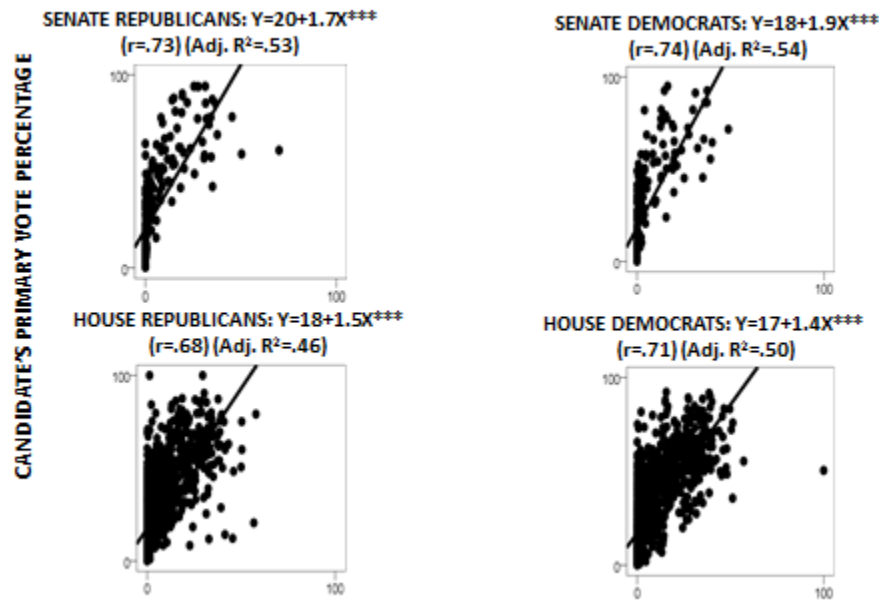 SENATE REPUBLICANS: Y=20+1.7X***
(r=.73) (Adj. R²=.53)
100
0
0
100
SENATE DEMOCRATS: Y=18+1.9X***
(r=.74) (Adj. R²=.54)
100
0
0
100
CANDIDATE'S PRIMARY VOTE PERCENTAGE
HOUSE REPUBLICANS: Y=18+1.5X***
(r=.68) (Adj. R²=.46)
100
0
0
100
HOUSE DEMOCRATS: Y=17+1.4X***
(r=.71) (Adj. R²=.50)
100
0
0
100